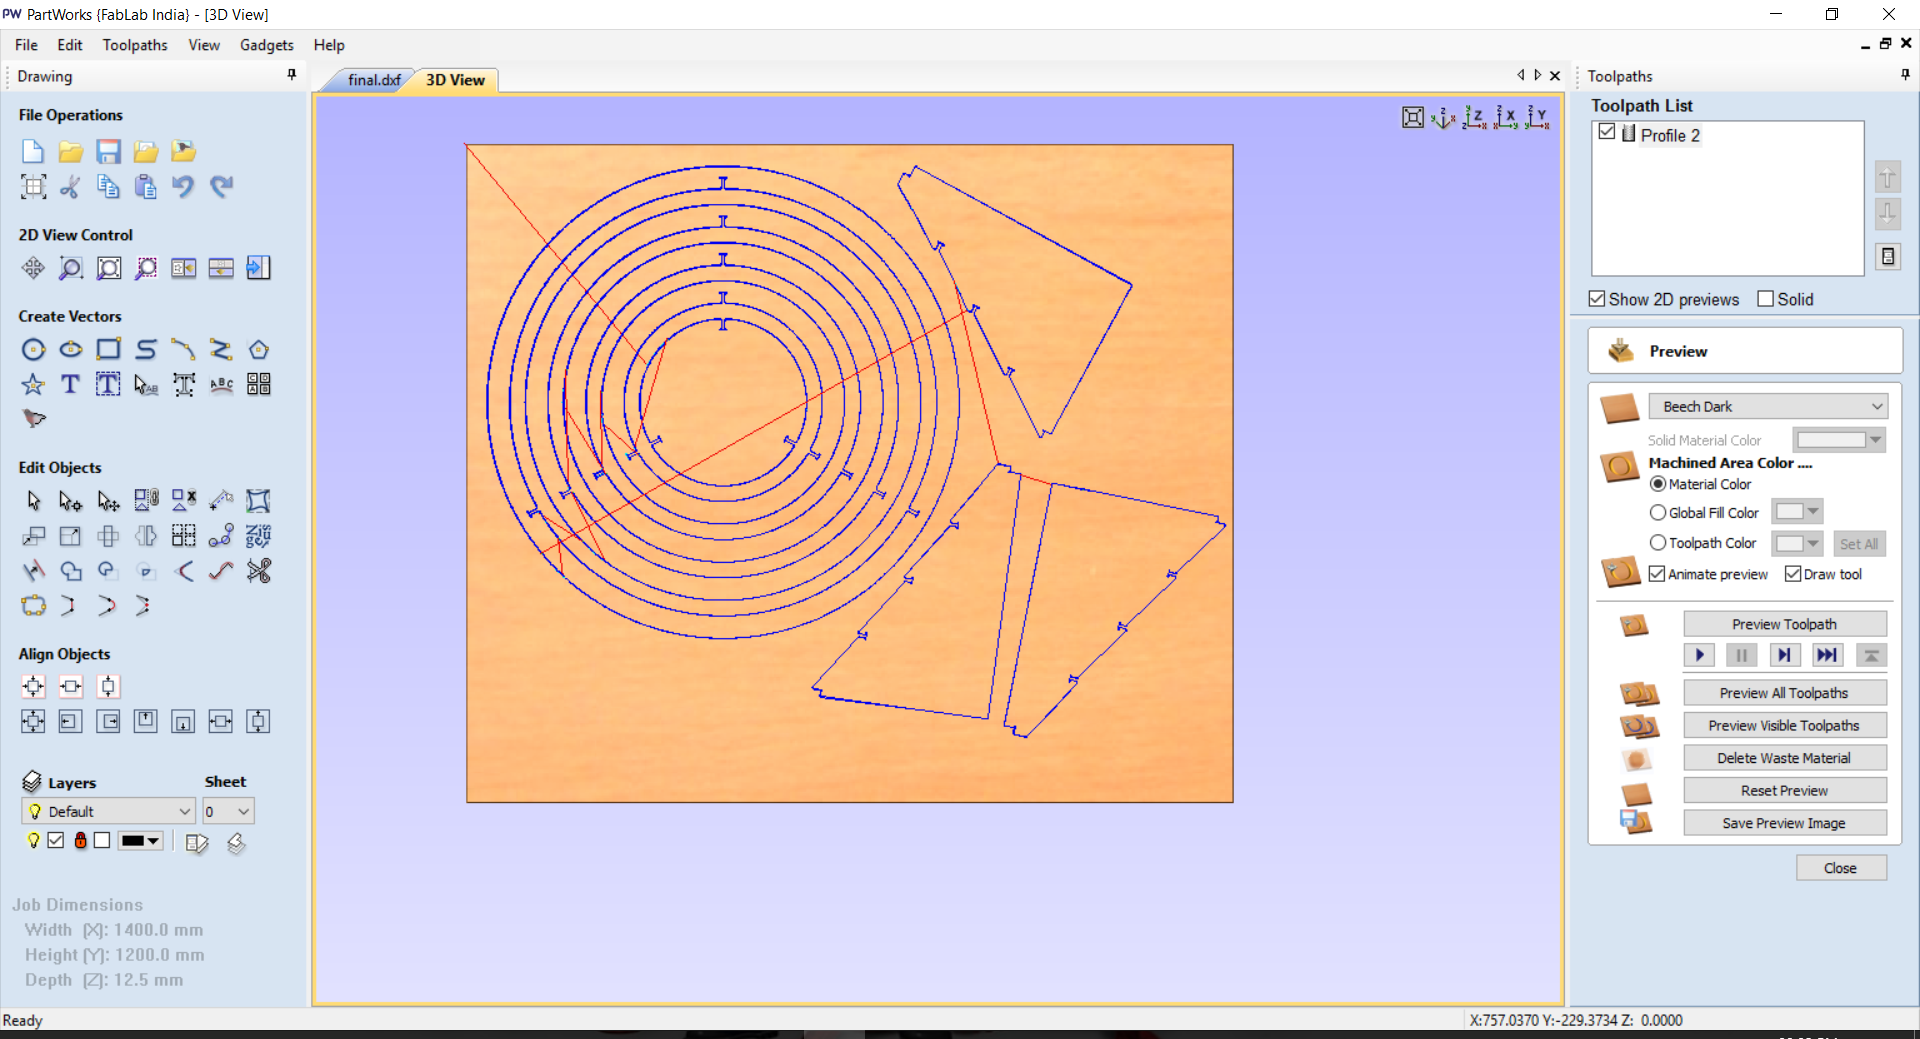 PW PartWorks {FabLab India} - [3D View]
File Edit Toolpaths View Gadgets Help
Drawing
File Operations
2D View Control
Create Vectors
Edit Objects
Align Objects
Layers Sheet
Default 0
Job Dimensions
Width (X): 1400.0 mm
Height (Y): 1200.0 mm
Depth (Z): 12.5 mm
final.dxf 3D View
Toolpaths
Toolpath List
Profile 2
Show 2D previews Solid
Preview
Beech Dark
Solid Material Color
Machined Area Color ....
Material Color
Global Fill Color
Toolpath Color Set All
Animate preview Draw tool
Preview Toolpath
Preview All Toolpaths
Preview Visible Toolpaths
Delete Waste Material
Reset Preview
Save Preview Image
Close
Ready
X:757.0370 Y:-229.3734 Z: 0.0000